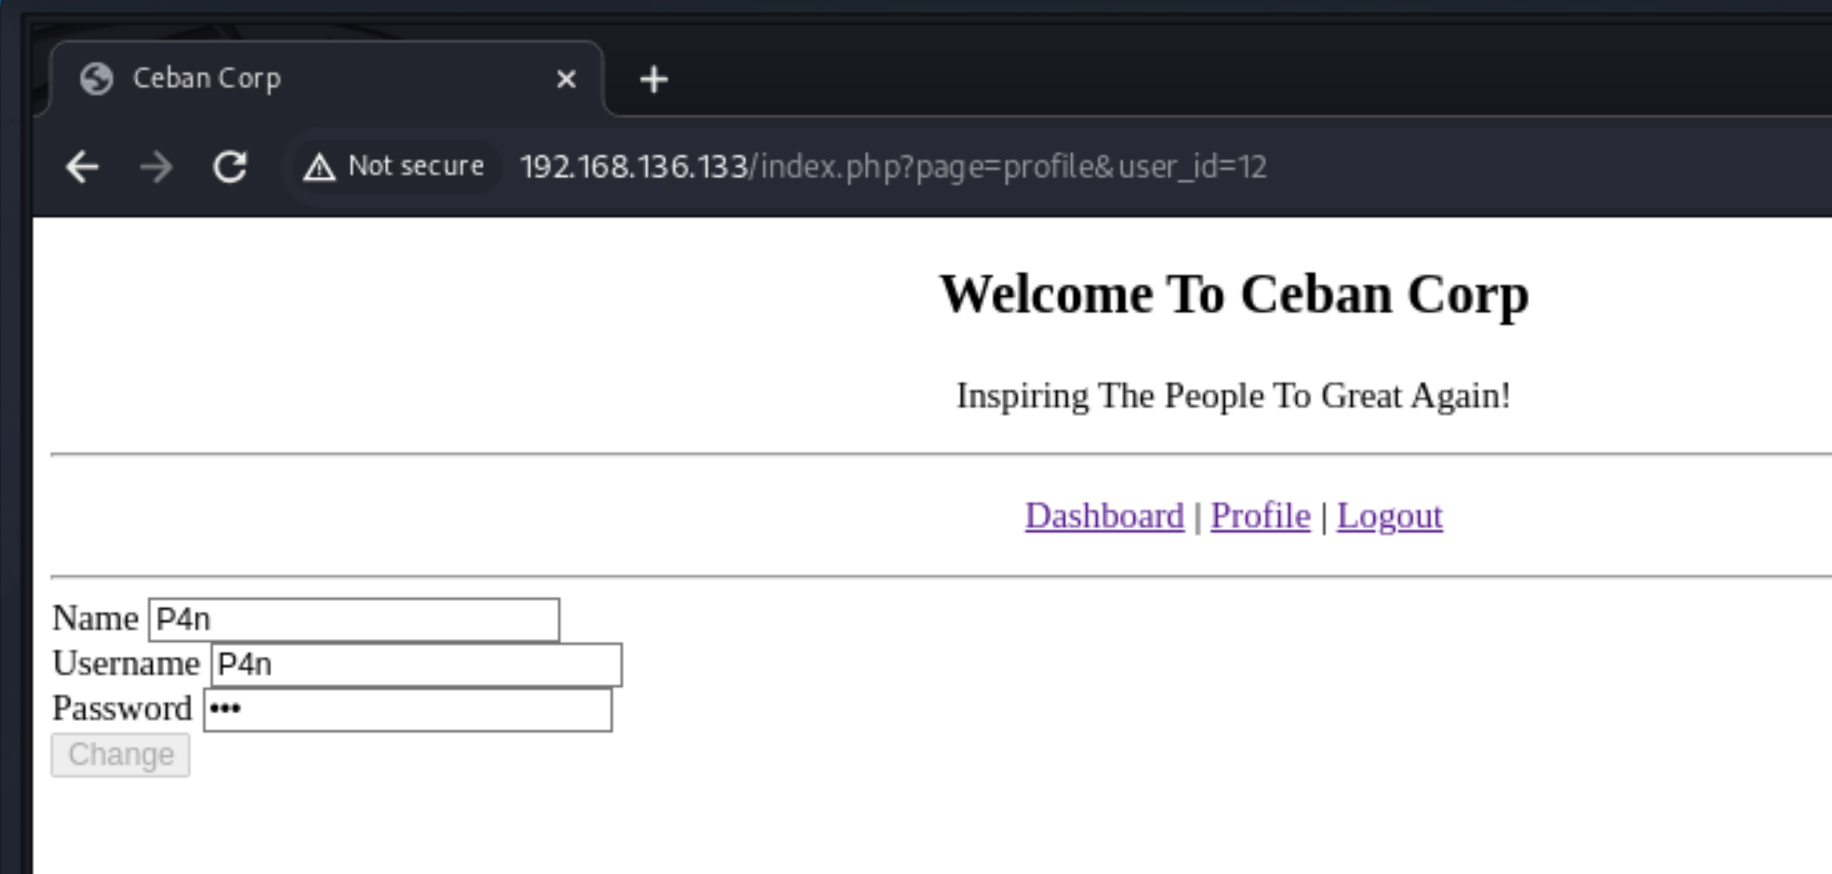 Ceban Corp
Not secure 192.168.136.133/index.php?page=profile&user_id=12
Welcome To Ceban Corp
Inspiring The People To Great Again!
Dashboard | Profile | Logout
Name P4n
Username P4n
Password •••
Change